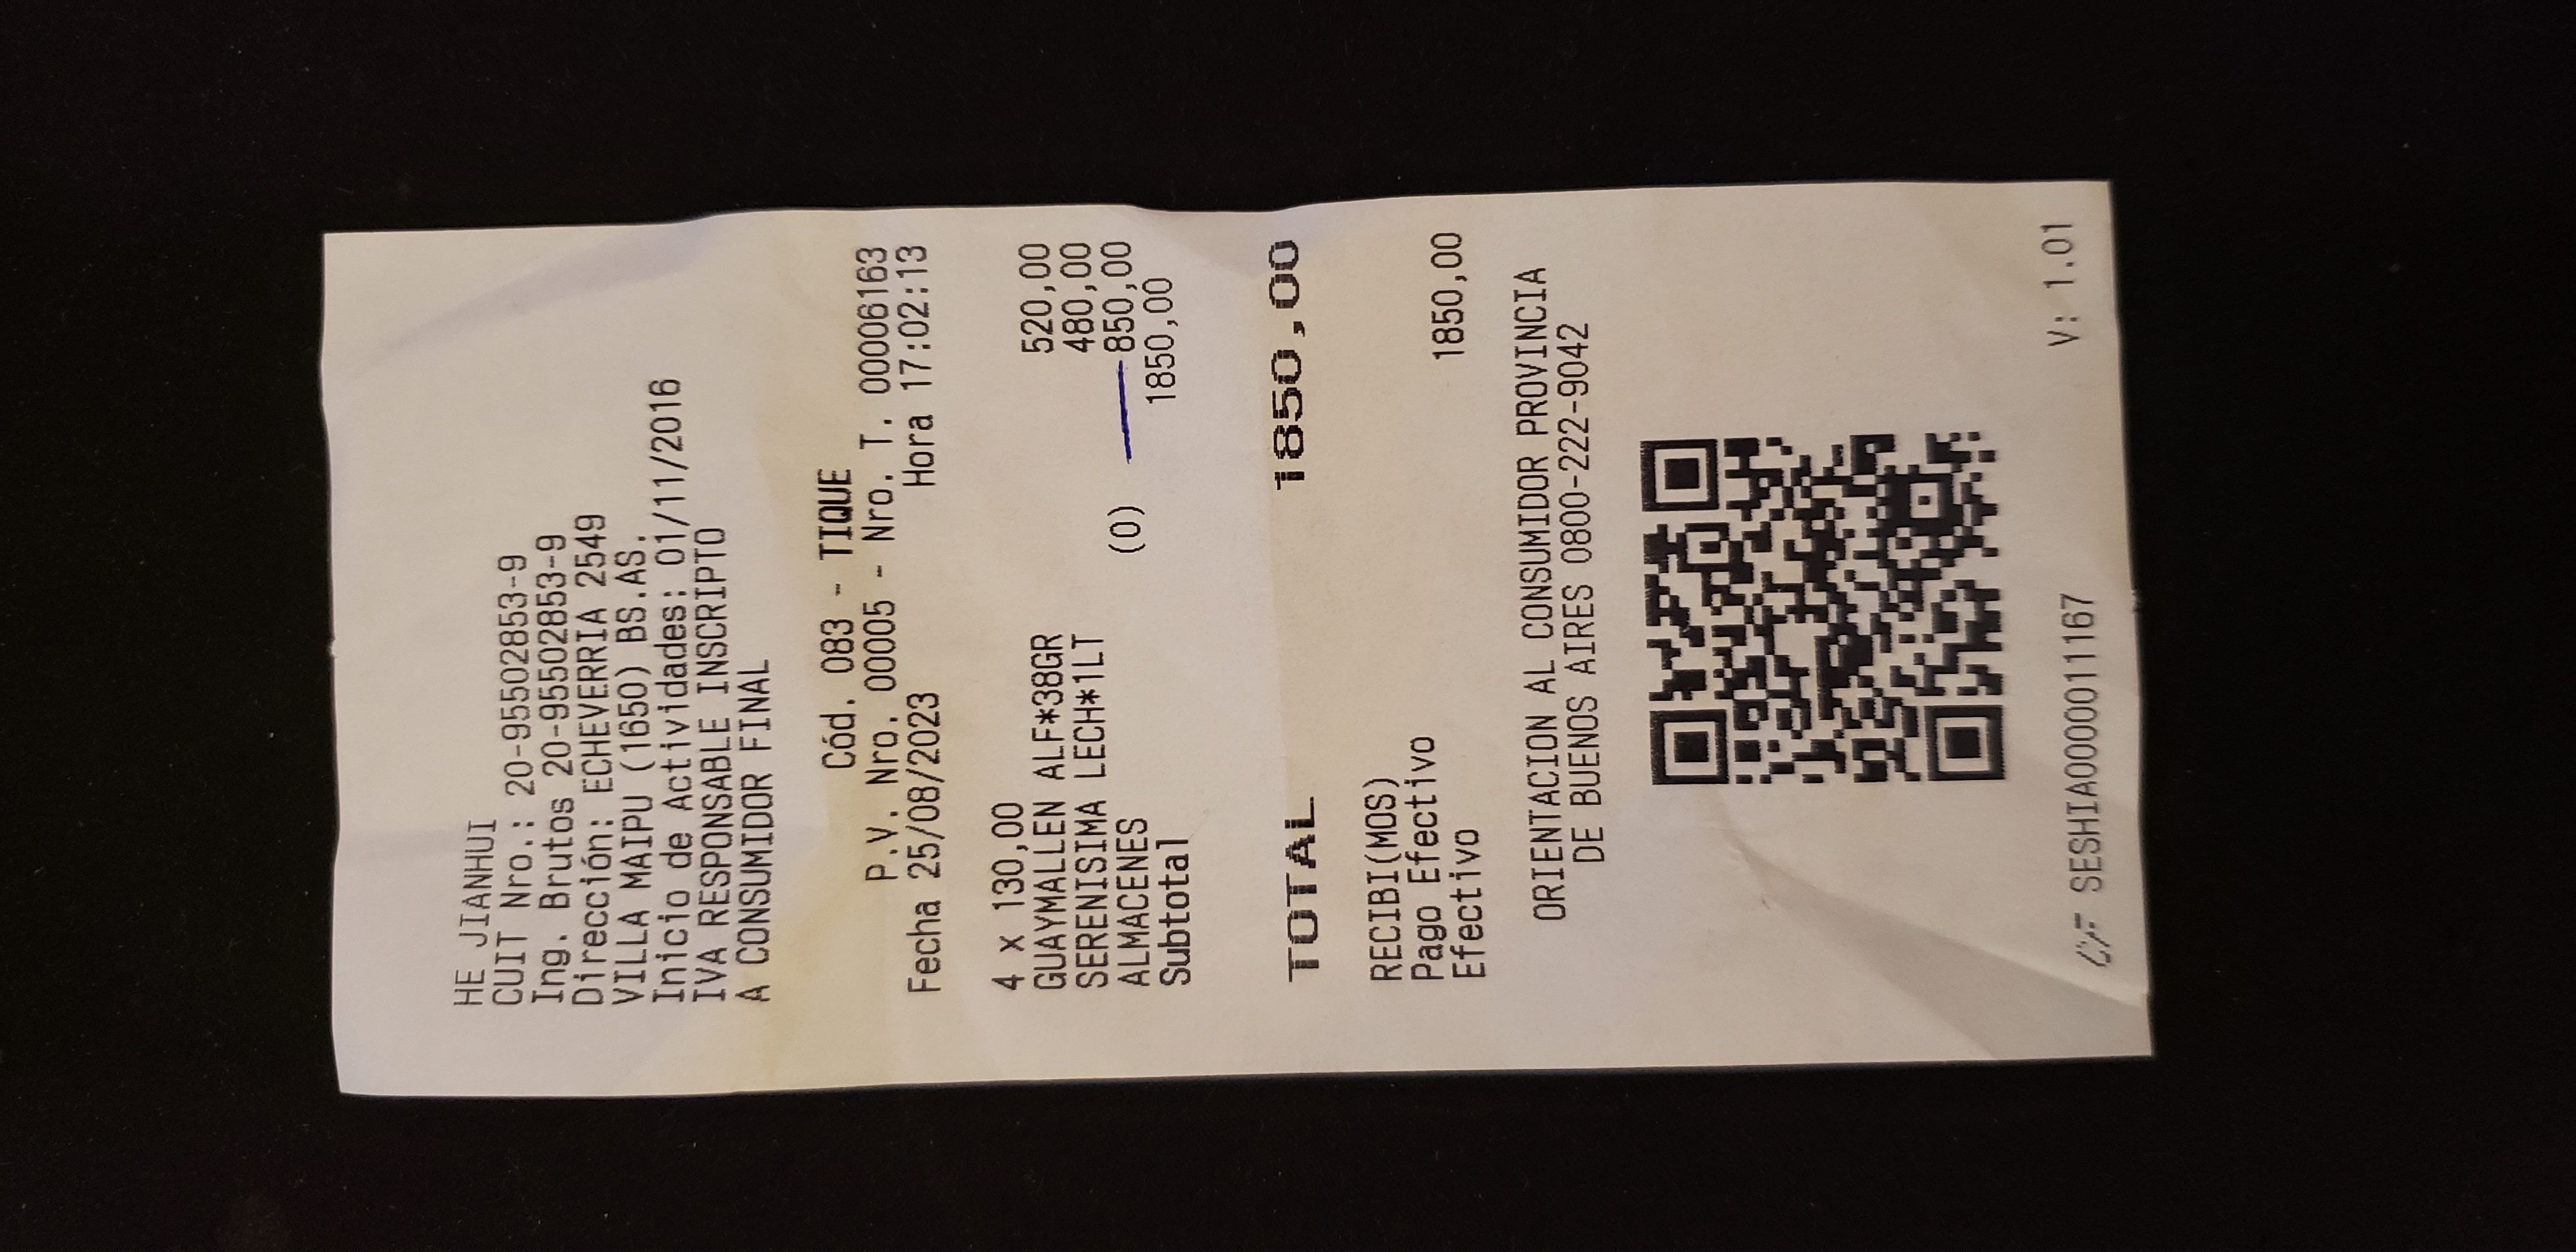 HE JIANHUI
CUIT Nro.: 20-95502853-9
Ing. Brutos 20-95502853-9
Dirección: ECHEVERRIA 2549
VILLA MAIPU (1650) BS.AS.
Inicio de Actividades: 01/11/2016
IVA RESPONSABLE INSCRIPTO
A CONSUMIDOR FINAL
Cód. 083 - TIQUE
P.V. Nro. 00005 - Nro. T. 00006163
Fecha 25/08/2023 Hora 17:02:13
4 x 130,00
GUAYMALLEN ALF*38GR 520,00
SERENISIMA LECH*1LT 480,00
ALMACENES (0) 850,00
Subtotal 1850,00
TOTAL 1850,00
RECIBI(MOS)
Pago Efectivo
Efectivo 1850,00
ORIENTACION AL CONSUMIDOR PROVINCIA
DE BUENOS AIRES 0800-222-9042
CF SESHIA0000011167 V: 1.01